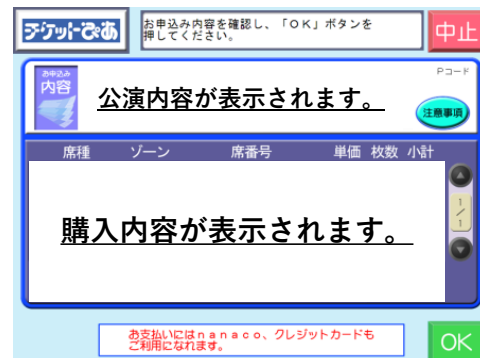 チケットぴあ
お申込み内容を確認し、「ＯＫ」ボタンを
押してください。
中止
お申込み
内容
Pコード
公演内容が表示されます。
注意事項
席種 ゾーン 席番号 単価 枚数 小計
1/1
購入内容が表示されます。
お支払いにはｎａｎａｃｏ、クレジットカードも
ご利用になれます。
OK